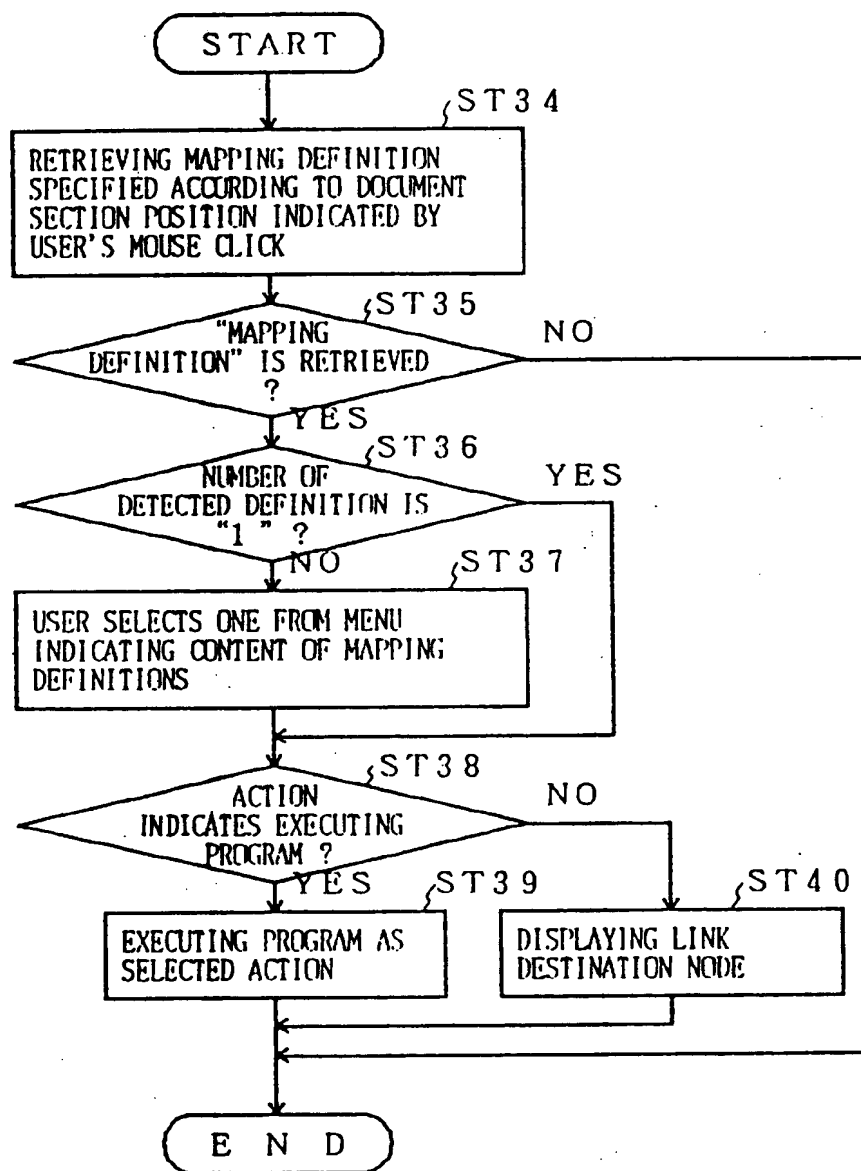 START
ST34
RETRIEVING MAPPING DEFINITION
SPECIFIED ACCORDING TO DOCUMENT
SECTION POSITION INDICATED BY
USER'S MOUSE CLICK
ST35
"MAPPING
DEFINITION" IS RETRIEVED
?
NO
YES
ST36
NUMBER OF
DETECTED DEFINITION IS
"1" ?
YES
NO
ST37
USER SELECTS ONE FROM MENU
INDICATING CONTENT OF MAPPING
DEFINITIONS
ST38
ACTION
INDICATES EXECUTING
PROGRAM ?
NO
YES
ST39
EXECUTING PROGRAM AS
SELECTED ACTION
ST40
DISPLAYING LINK
DESTINATION NODE
END